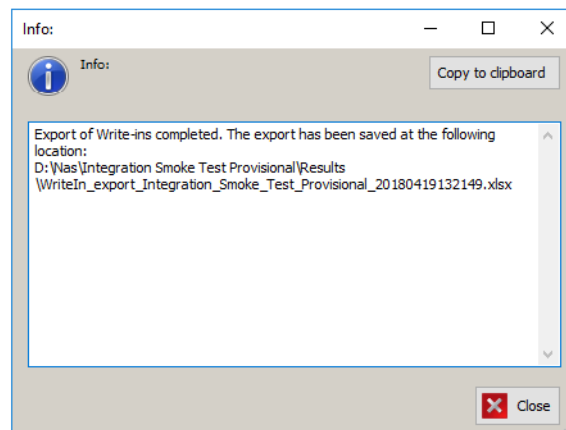 Info:
Info:
Copy to clipboard
Export of Write-ins completed. The export has been saved at the following
location:
D:\Nas\Integration Smoke Test Provisional\Results
\WriteIn_export_Integration_Smoke_Test_Provisional_20180419132149.xlsx
Close